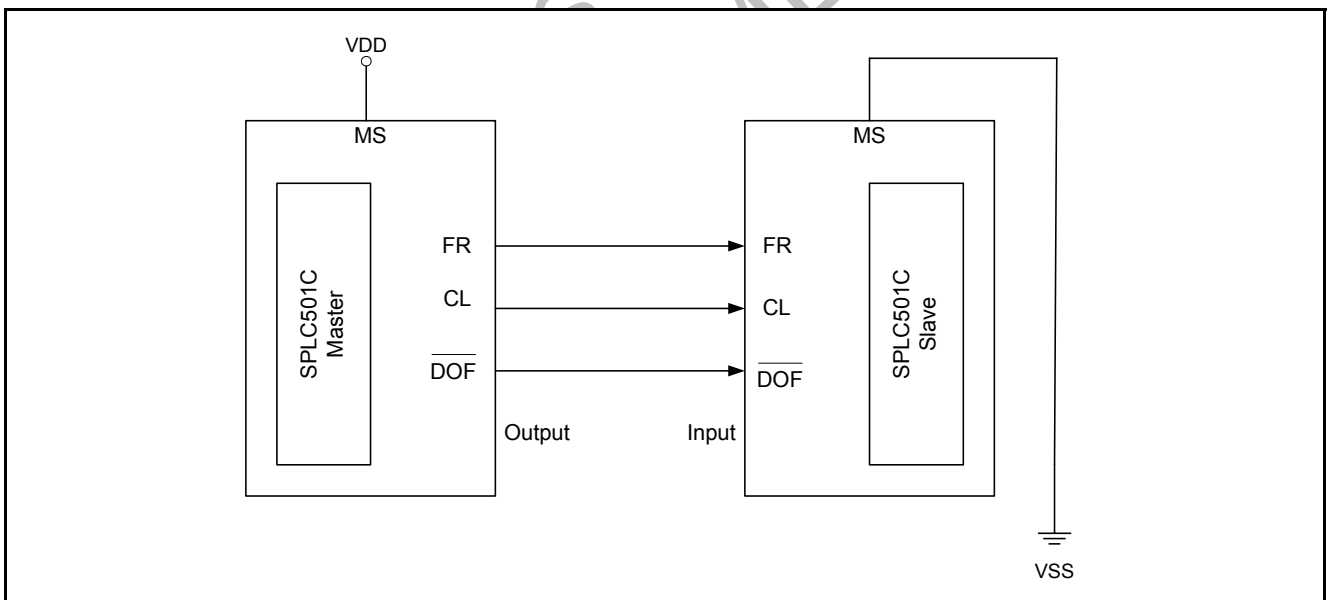 VDD
MS
MS
SPLC501C
Master
FR
CL
DOF
Output
Input
FR
CL
DOF
SPLC501C
Slave
VSS